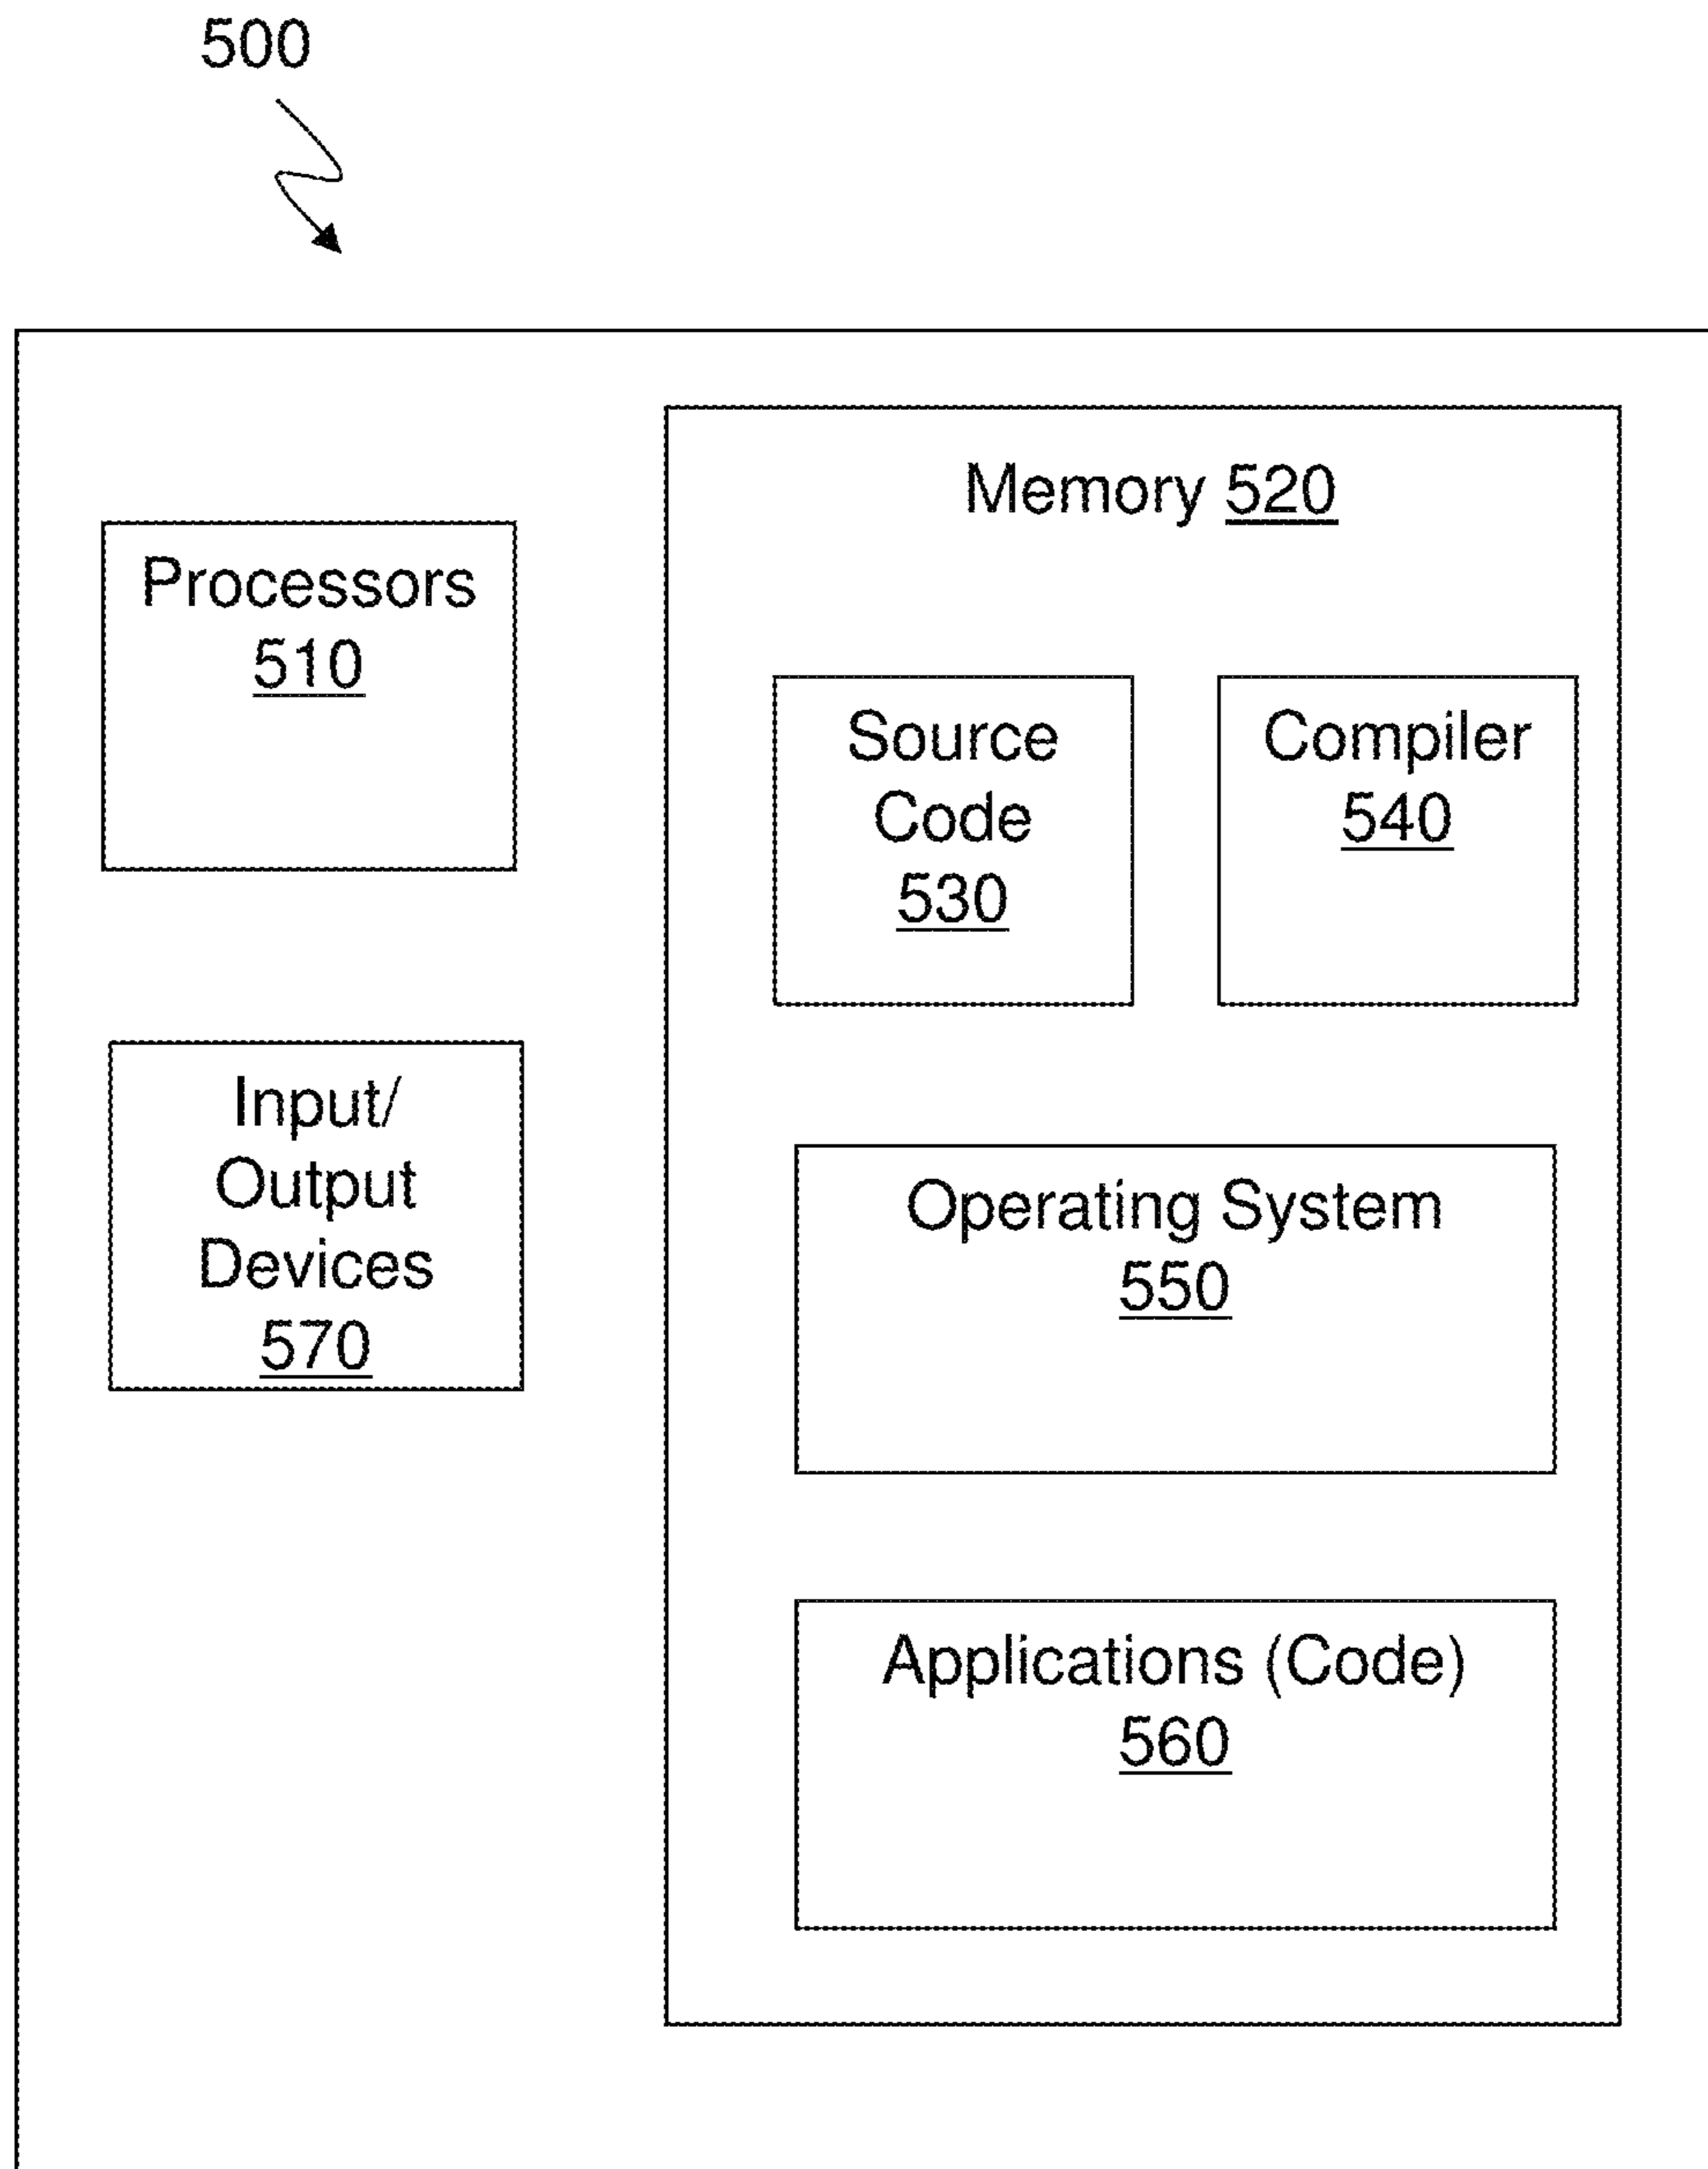 500
Processors
510
Input/
Output
Devices
570
Memory 520
Source
Code
530
Compiler
540
Operating System
550
Applications (Code)
560